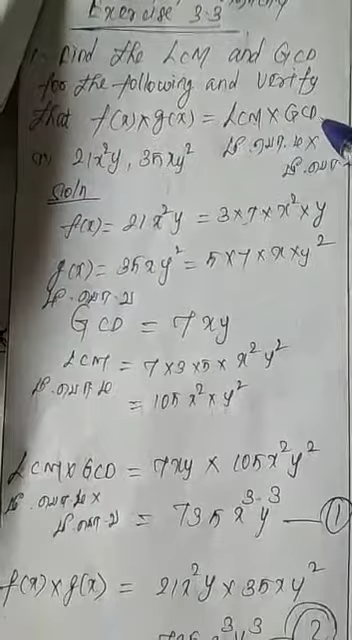 Exercise 3.3
1. Find the LCM and GCD
for the following and verify
that f(x) × g(x) = LCM × GCD
(i) 21x²y, 35xy²
Soln
f(x) = 21x²y = 3 × 7 × x² × y
g(x) = 35xy² = 5 × 7 × x × y²
GCD = 7xy
LCM = 7 × 3 × 5 × x²y²
= 105 x² × y²
LCM × GCD = 7xy × 105x²y²
= 735x³y³ — ①
f(x) × g(x) = 21x²y × 35xy²